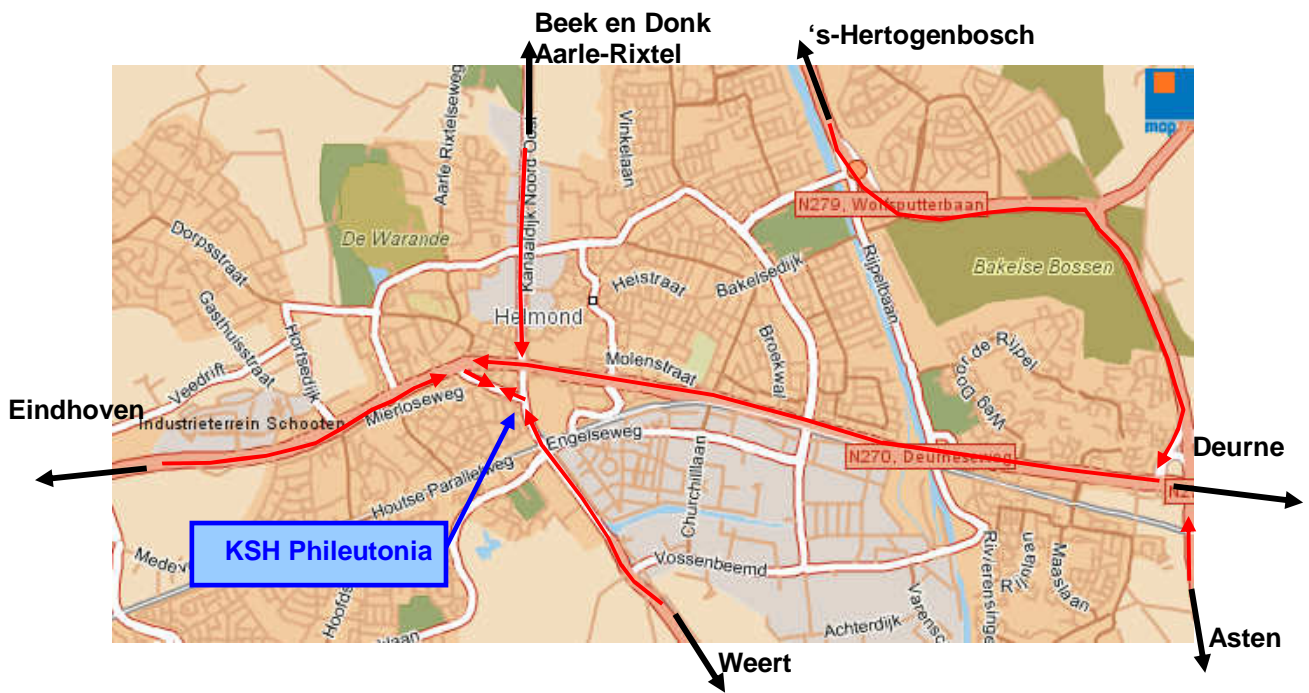 Beek en Donk
Aarle-Rixtel
‘s-Hertogenbosch
Aarle Rixtelseweg
Kanaaldijk Noord Oost
Vinkelaan
N279, Wolfsputterbaan
De Warande
Dorpsstraat
Gasthuisstraat
Hortsedijk
Veedrift
Heistraat
Bakelsedijk
Rijpelbaan
Bakelse Bossen
Helmond
Molenstraat
Broekwal
Weg Door de Rijpel
Eindhoven
Industrieterrein Schooten
Mierloseweg
Engelseweg
N270, Deurneseweg
Deurne
Houtse Parallelweg
Churchilllaan
KSH Phileutonia
Vossenbeemd
Maaslaan
Achterdijk
Asten
Weert